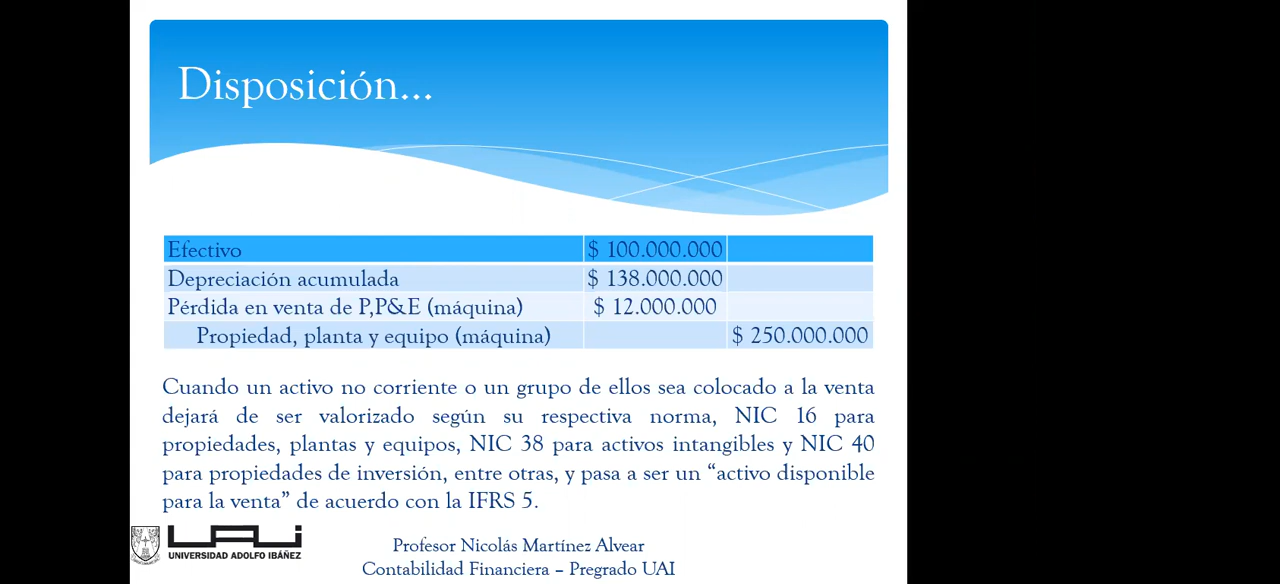 Disposición...
Efectivo $ 100.000.000
Depreciación acumulada $ 138.000.000
Pérdida en venta de P,P&E (máquina) $ 12.000.000
Propiedad, planta y equipo (máquina) $ 250.000.000
Cuando un activo no corriente o un grupo de ellos sea colocado a la venta
dejará de ser valorizado según su respectiva norma, NIC 16 para
propiedades, plantas y equipos, NIC 38 para activos intangibles y NIC 40
para propiedades de inversión, entre otras, y pasa a ser un “activo disponible
para la venta” de acuerdo con la IFRS 5.
UAI
UNIVERSIDAD ADOLFO IBÁÑEZ
Profesor Nicolás Martínez Alvear
Contabilidad Financiera – Pregrado UAI